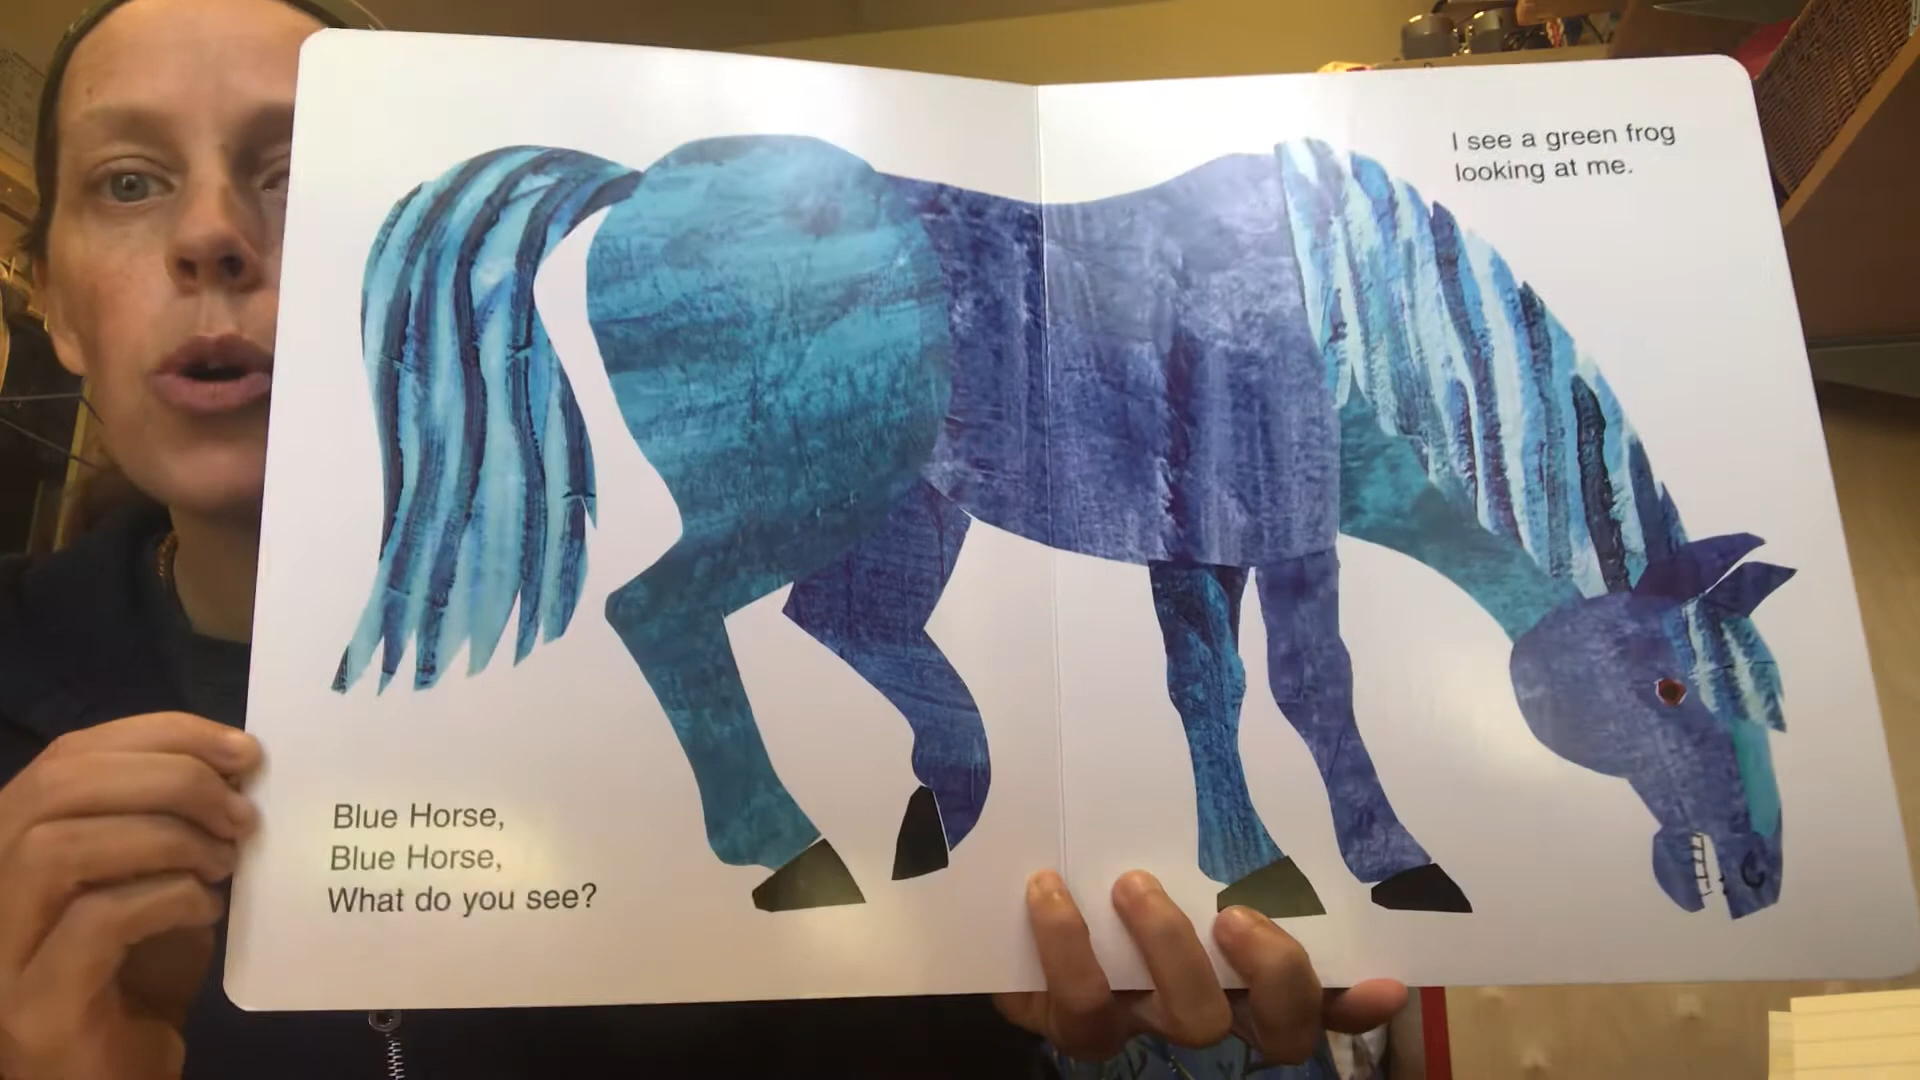 Blue Horse,
Blue Horse,
What do you see?
I see a green frog
looking at me.